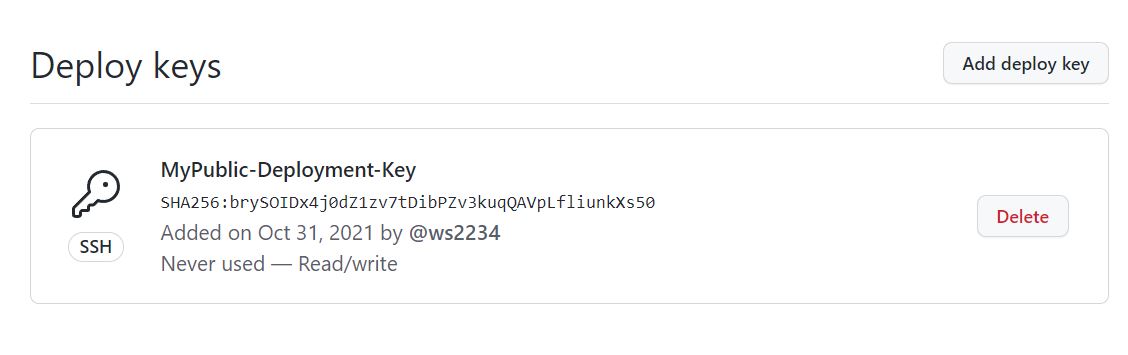 Deploy keys
Add deploy key
MyPublic-Deployment-Key
SHA256:brySOIDx4j0dZ1zv7tDibPZv3kuqQAVpLfliunkXs50
Added on Oct 31, 2021 by @ws2234
SSH
Never used — Read/write
Delete